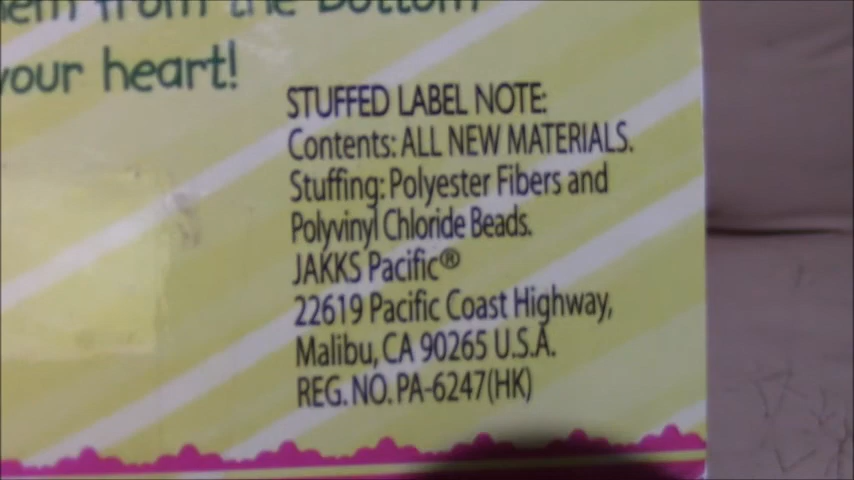 from the Bottom
your heart!
STUFFED LABEL NOTE:
Contents: ALL NEW MATERIALS.
Stuffing: Polyester Fibers and
Polyvinyl Chloride Beads.
JAKKS Pacific®
22619 Pacific Coast Highway,
Malibu, CA 90265 U.S.A.
REG. NO. PA-6247(HK)